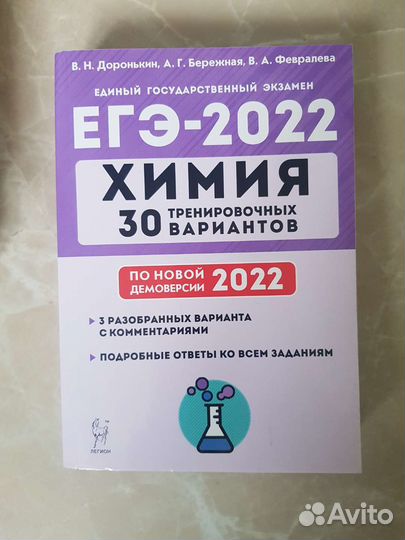 В. Н. Доронькин, А. Г. Бережная, В. А. Февралева
ЕДИНЫЙ ГОСУДАРСТВЕННЫЙ ЭКЗАМЕН
ЕГЭ-2022
ХИМИЯ
30 ТРЕНИРОВОЧНЫХ
ВАРИАНТОВ
ПО НОВОЙ
ДЕМОВЕРСИИ 2022
3 РАЗОБРАННЫХ ВАРИАНТА
С КОММЕНТАРИЯМИ
ПОДРОБНЫЕ ОТВЕТЫ КО ВСЕМ ЗАДАНИЯМ
ЛЕГИОН
Avito